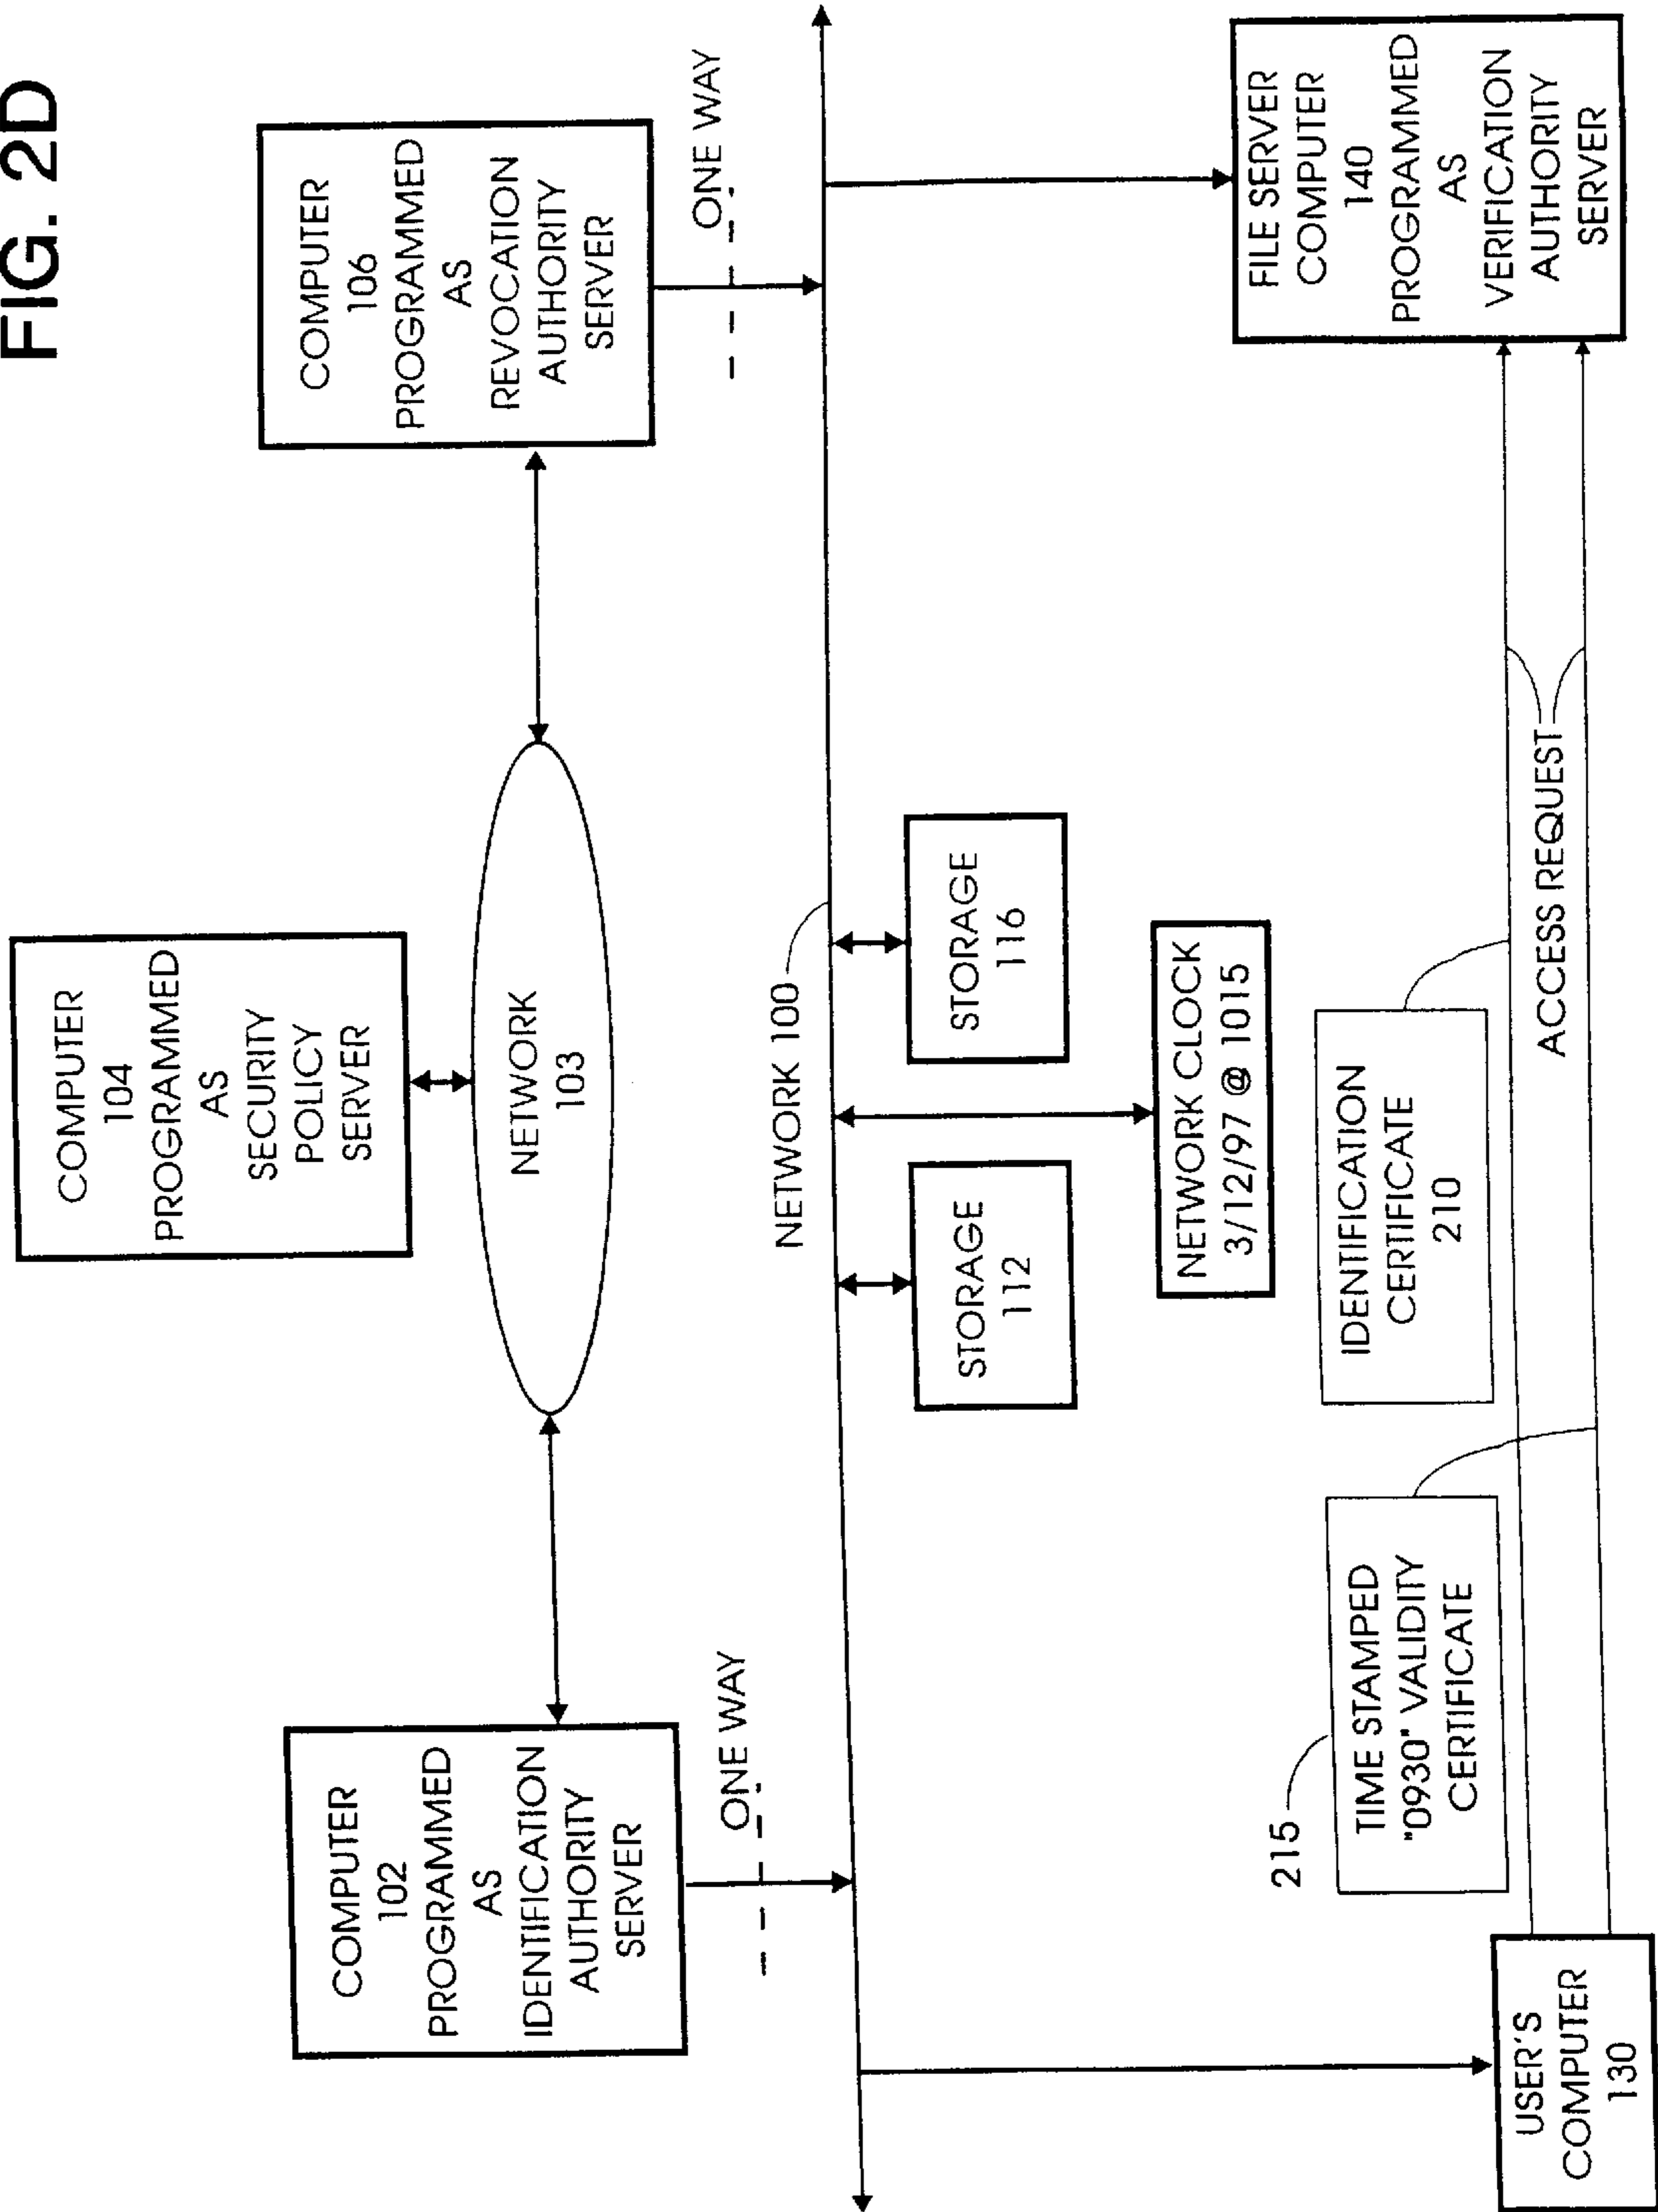 FIG. 2D
COMPUTER
104
PROGRAMMED
AS
SECURITY
POLICY
SERVER
COMPUTER
102
PROGRAMMED
AS
IDENTIFICATION
AUTHORITY
SERVER
NETWORK
103
COMPUTER
106
PROGRAMMED
AS
REVOCATION
AUTHORITY
SERVER
ONE WAY
ONE WAY
NETWORK 100
STORAGE
112
STORAGE
116
NETWORK CLOCK
3/12/97 @ 1015
215
TIME STAMPED
"0930" VALIDITY
CERTIFICATE
IDENTIFICATION
CERTIFICATE
210
ACCESS REQUEST
USER'S
COMPUTER
130
FILE SERVER
COMPUTER
140
PROGRAMMED
AS
VERIFICATION
AUTHORITY
SERVER